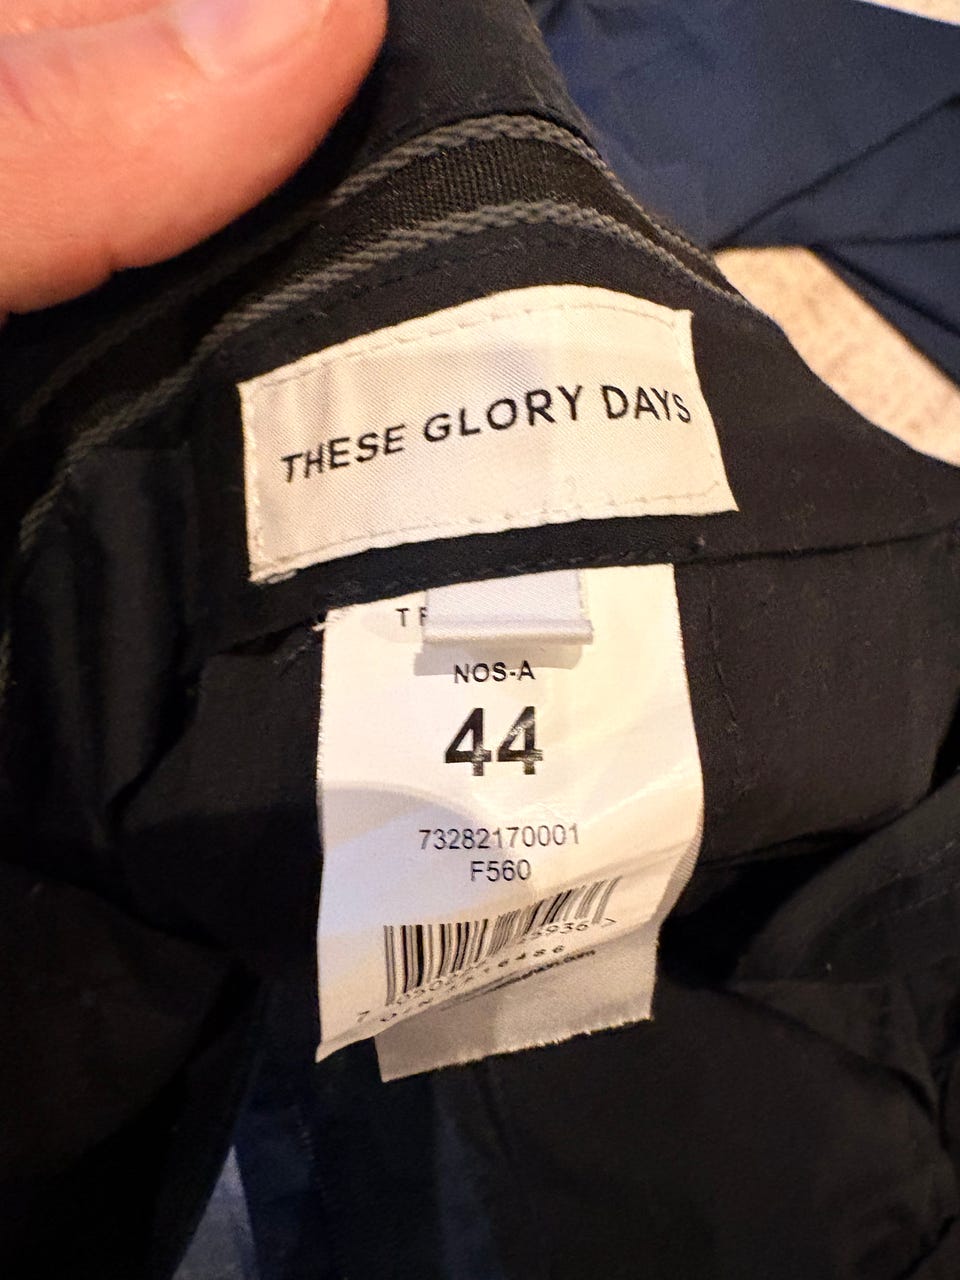 THESE GLORY DAYS
NOS-A
44
73282170001
F560